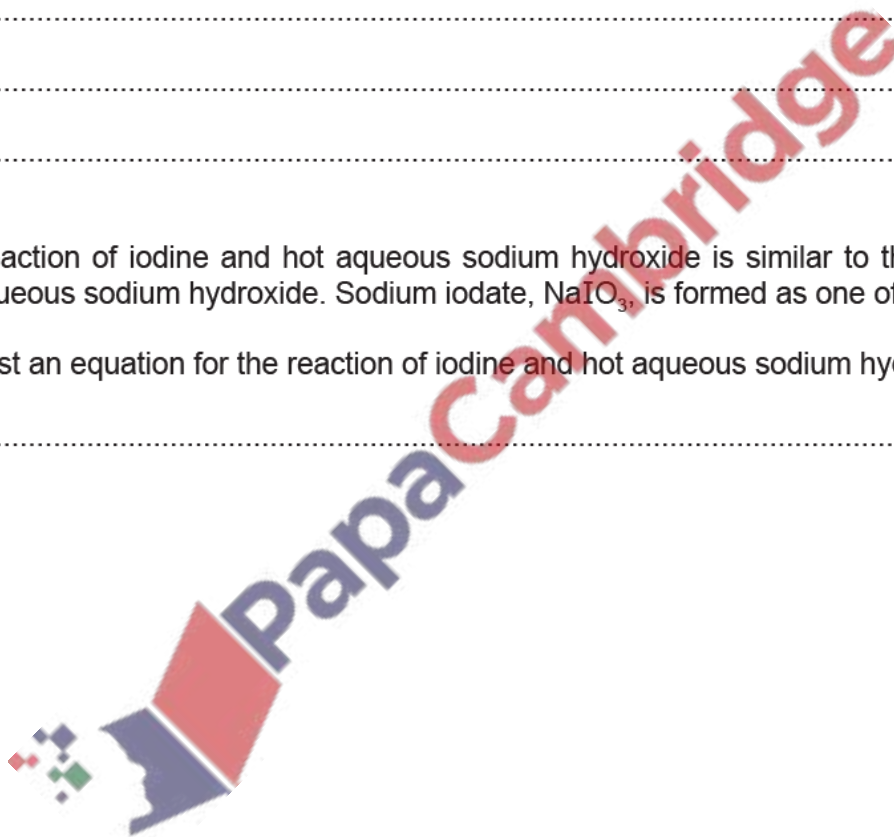 action of iodine and hot aqueous sodium hydroxide is similar to th
ueous sodium hydroxide. Sodium iodate, NaIO₃, is formed as one of
st an equation for the reaction of iodine and hot aqueous sodium hyd
PapaCambridge